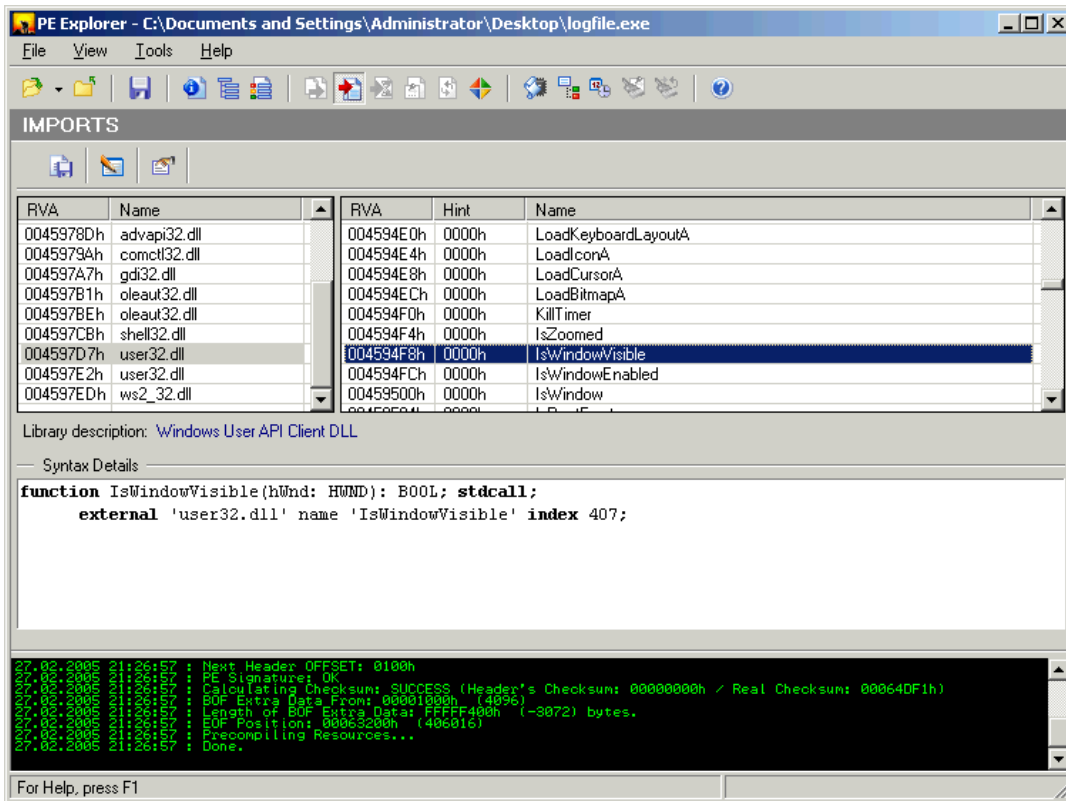 PE Explorer - C:\Documents and Settings\Administrator\Desktop\logfile.exe
File View Tools Help
IMPORTS
RVA Name
0045978Dh advapi32.dll
0045979Ah comctl32.dll
004597A7h gdi32.dll
004597B1h oleaut32.dll
004597BEh oleaut32.dll
004597CBh shell32.dll
004597D7h user32.dll
004597E2h user32.dll
004597EDh ws2_32.dll
RVA Hint Name
004594E0h 0000h LoadKeyboardLayoutA
004594E4h 0000h LoadIconA
004594E8h 0000h LoadCursorA
004594ECh 0000h LoadBitmapA
004594F0h 0000h KillTimer
004594F4h 0000h IsZoomed
004594F8h 0000h IsWindowVisible
004594FCh 0000h IsWindowEnabled
00459500h 0000h IsWindow
Library description: Windows User API Client DLL
Syntax Details
function IsWindowVisible(hWnd: HWND): BOOL; stdcall;
external 'user32.dll' name 'IsWindowVisible' index 407;
27.02.2005 21:26:57 : Next Header OFFSET: 0100h
27.02.2005 21:26:57 : PE Signature: OK
27.02.2005 21:26:57 : Calculating Checksum: SUCCESS (Header's Checksum: 00000000h / Real Checksum: 00064DF1h)
27.02.2005 21:26:57 : BOF Extra Data From: 00001000h (4096)
27.02.2005 21:26:57 : Length of BOF Extra Data: FFFFF400h (-3072) bytes.
27.02.2005 21:26:57 : EOF Position: 00063200h (406016)
27.02.2005 21:26:57 : Precompiling Resources...
27.02.2005 21:26:57 : Done.
For Help, press F1